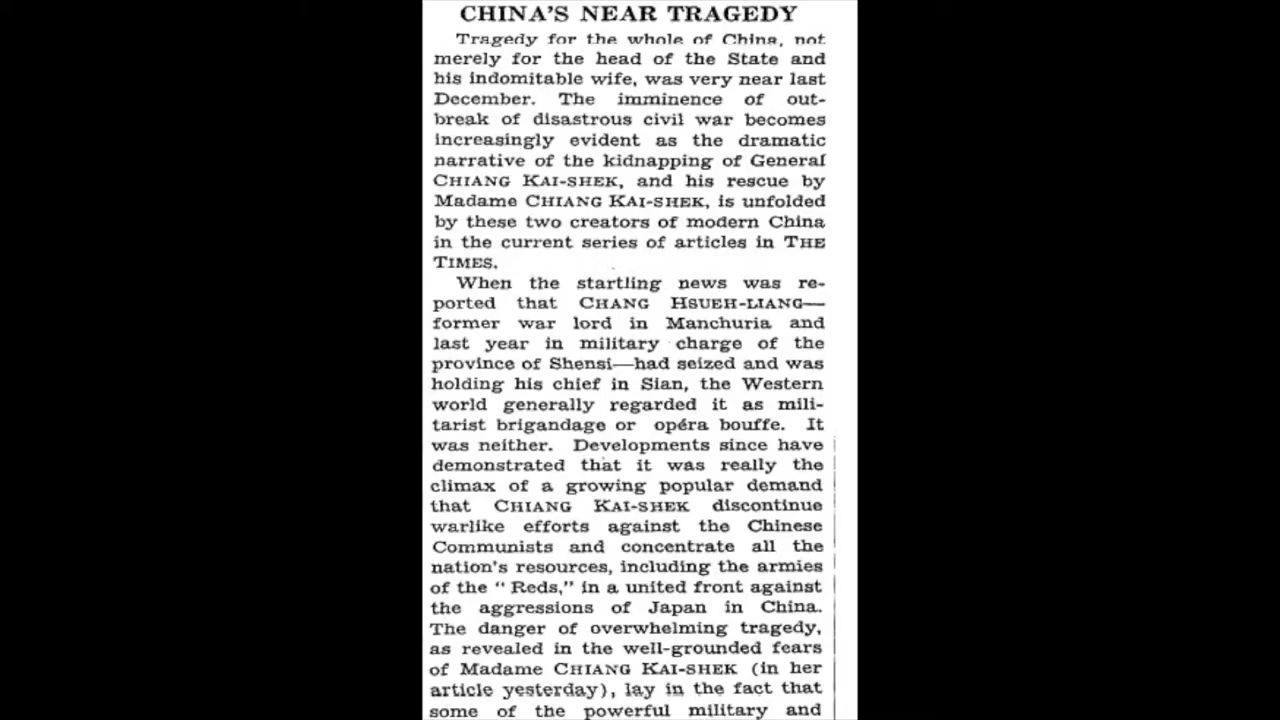 CHINA'S NEAR TRAGEDY
Tragedy for the whole of China, not
merely for the head of the State and
his indomitable wife, was very near last
December. The imminence of out-
break of disastrous civil war becomes
increasingly evident as the dramatic
narrative of the kidnapping of General
CHIANG KAI-SHEK, and his rescue by
Madame CHIANG KAI-SHEK, is unfolded
by these two creators of modern China
in the current series of articles in THE
TIMES.
When the startling news was re-
ported that CHANG HSUEH-LIANG—
former war lord in Manchuria and
last year in military charge of the
province of Shensi—had seized and was
holding his chief in Sian, the Western
world generally regarded it as mili-
tarist brigandage or opéra bouffe. It
was neither. Developments since have
demonstrated that it was really the
climax of a growing popular demand
that CHIANG KAI-SHEK discontinue
warlike efforts against the Chinese
Communists and concentrate all the
nation's resources, including the armies
of the "Reds," in a united front against
the aggressions of Japan in China.
The danger of overwhelming tragedy,
as revealed in the well-grounded fears
of Madame CHIANG KAI-SHEK (in her
article yesterday), lay in the fact that
some of the powerful military and